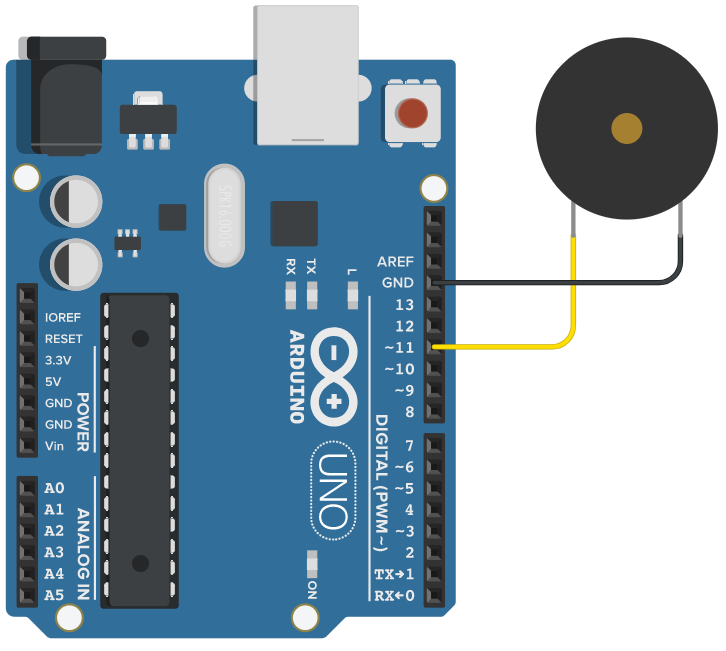 SPK16.000G
RX
TX
L
AREF
GND
13
12
~11
~10
~9
8
7
~6
~5
4
~3
2
TX→1
RX←0
DIGITAL (PWM~)
ARDUINO
UNO
ON
IOREF
RESET
3.3V
5V
GND
GND
Vin
POWER
A0
A1
A2
A3
A4
A5
ANALOG IN